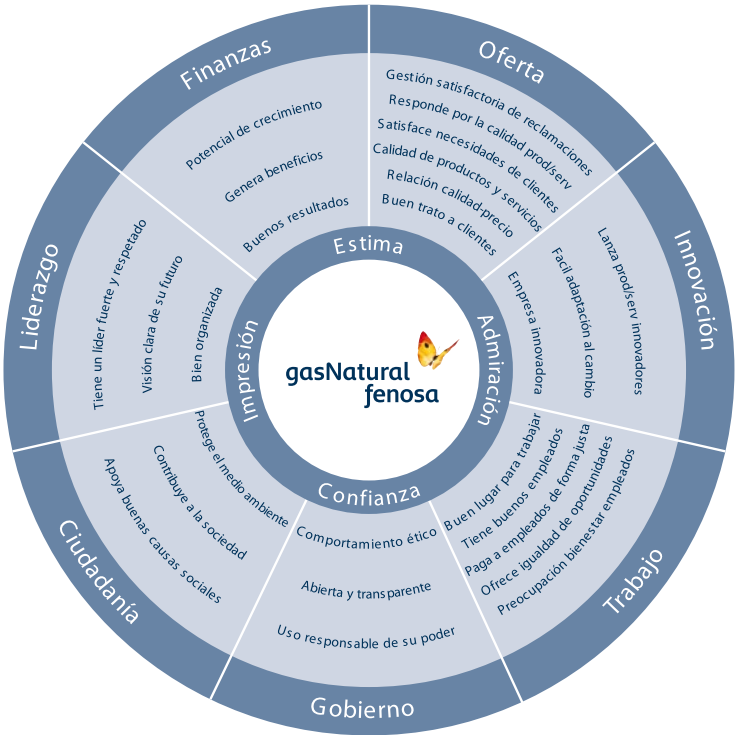 Finanzas
Potencial de crecimiento
Genera beneficios
Buenos resultados
Oferta
Gestión satisfactoria de reclamaciones
Responde por la calidad prod/serv
Satisface necesidades de clientes
Calidad de productos y servicios
Relación calidad-precio
Buen trato a clientes
Innovación
Lanza prod/serv innovadores
Facil adaptación al cambio
Empresa innovadora
Trabajo
Buen lugar para trabajar
Tiene buenos empleados
Paga a empleados de forma justa
Ofrece igualdad de oportunidades
Preocupación bienestar empleados
Gobierno
Comportamiento ético
Abierta y transparente
Uso responsable de su poder
Ciudadanía
Protege el medio ambiente
Contribuye a la sociedad
Apoya buenas causas sociales
Liderazgo
Tiene un líder fuerte y respetado
Visión clara de su futuro
Bien organizada
Estima
Admiración
Confianza
Impresión
gasNatural
fenosa